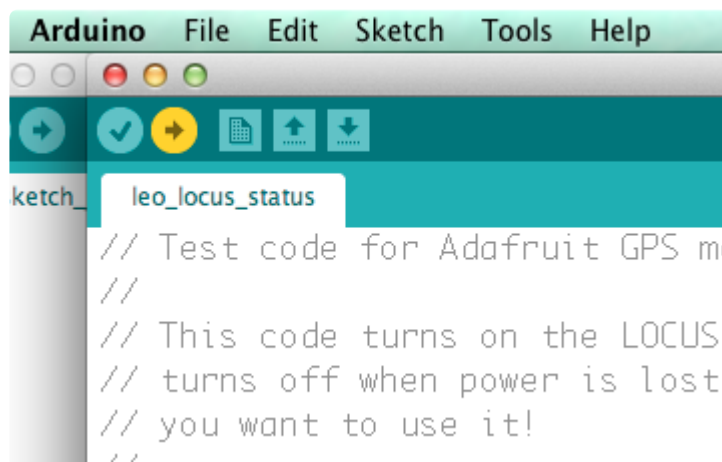 Arduino File Edit Sketch Tools Help
sketch_
leo_locus_status
// Test code for Adafruit GPS m
//
// This code turns on the LOCUS
// turns off when power is lost
// you want to use it!
//